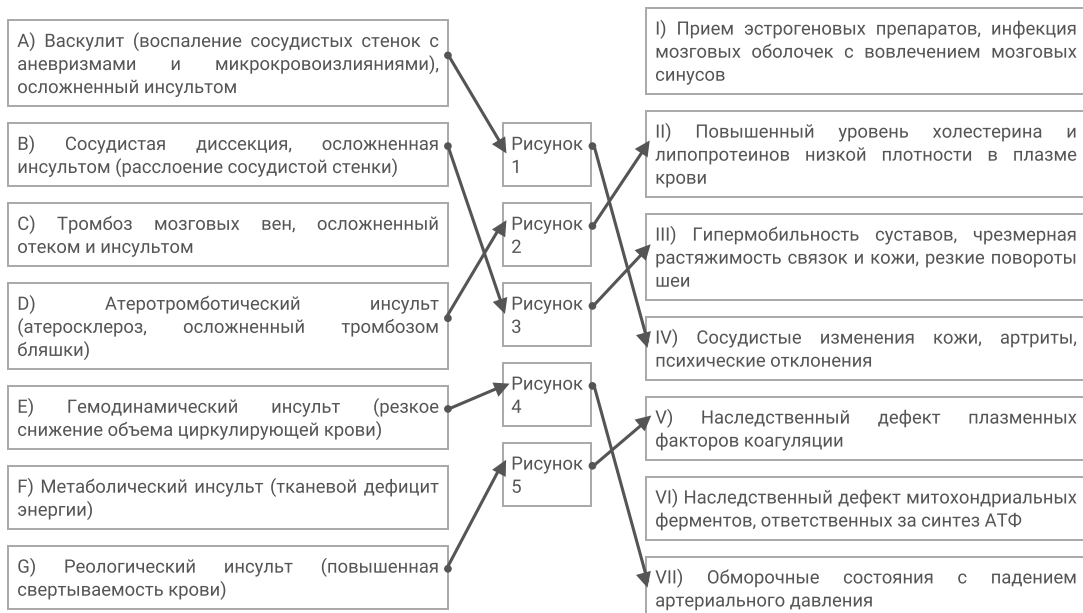 A) Васкулит (воспаление сосудистых стенок с
аневризмами и микрокровоизлияниями),
осложненный инсультом
B) Сосудистая диссекция, осложненная
инсультом (расслоение сосудистой стенки)
C) Тромбоз мозговых вен, осложненный
отеком и инсультом
D) Атеротромботический инсульт
(атеросклероз, осложненный тромбозом
бляшки)
E) Гемодинамический инсульт (резкое
снижение объема циркулирующей крови)
F) Метаболический инсульт (тканевой дефицит
энергии)
G) Реологический инсульт (повышенная
свертываемость крови)
Рисунок
1
Рисунок
2
Рисунок
3
Рисунок
4
Рисунок
5
I) Прием эстрогеновых препаратов, инфекция
мозговых оболочек с вовлечением мозговых
синусов
II) Повышенный уровень холестерина и
липопротеинов низкой плотности в плазме
крови
III) Гипермобильность суставов, чрезмерная
растяжимость связок и кожи, резкие повороты
шеи
IV) Сосудистые изменения кожи, артриты,
психические отклонения
V) Наследственный дефект плазменных
факторов коагуляции
VI) Наследственный дефект митохондриальных
ферментов, ответственных за синтез АТФ
VII) Обморочные состояния с падением
артериального давления